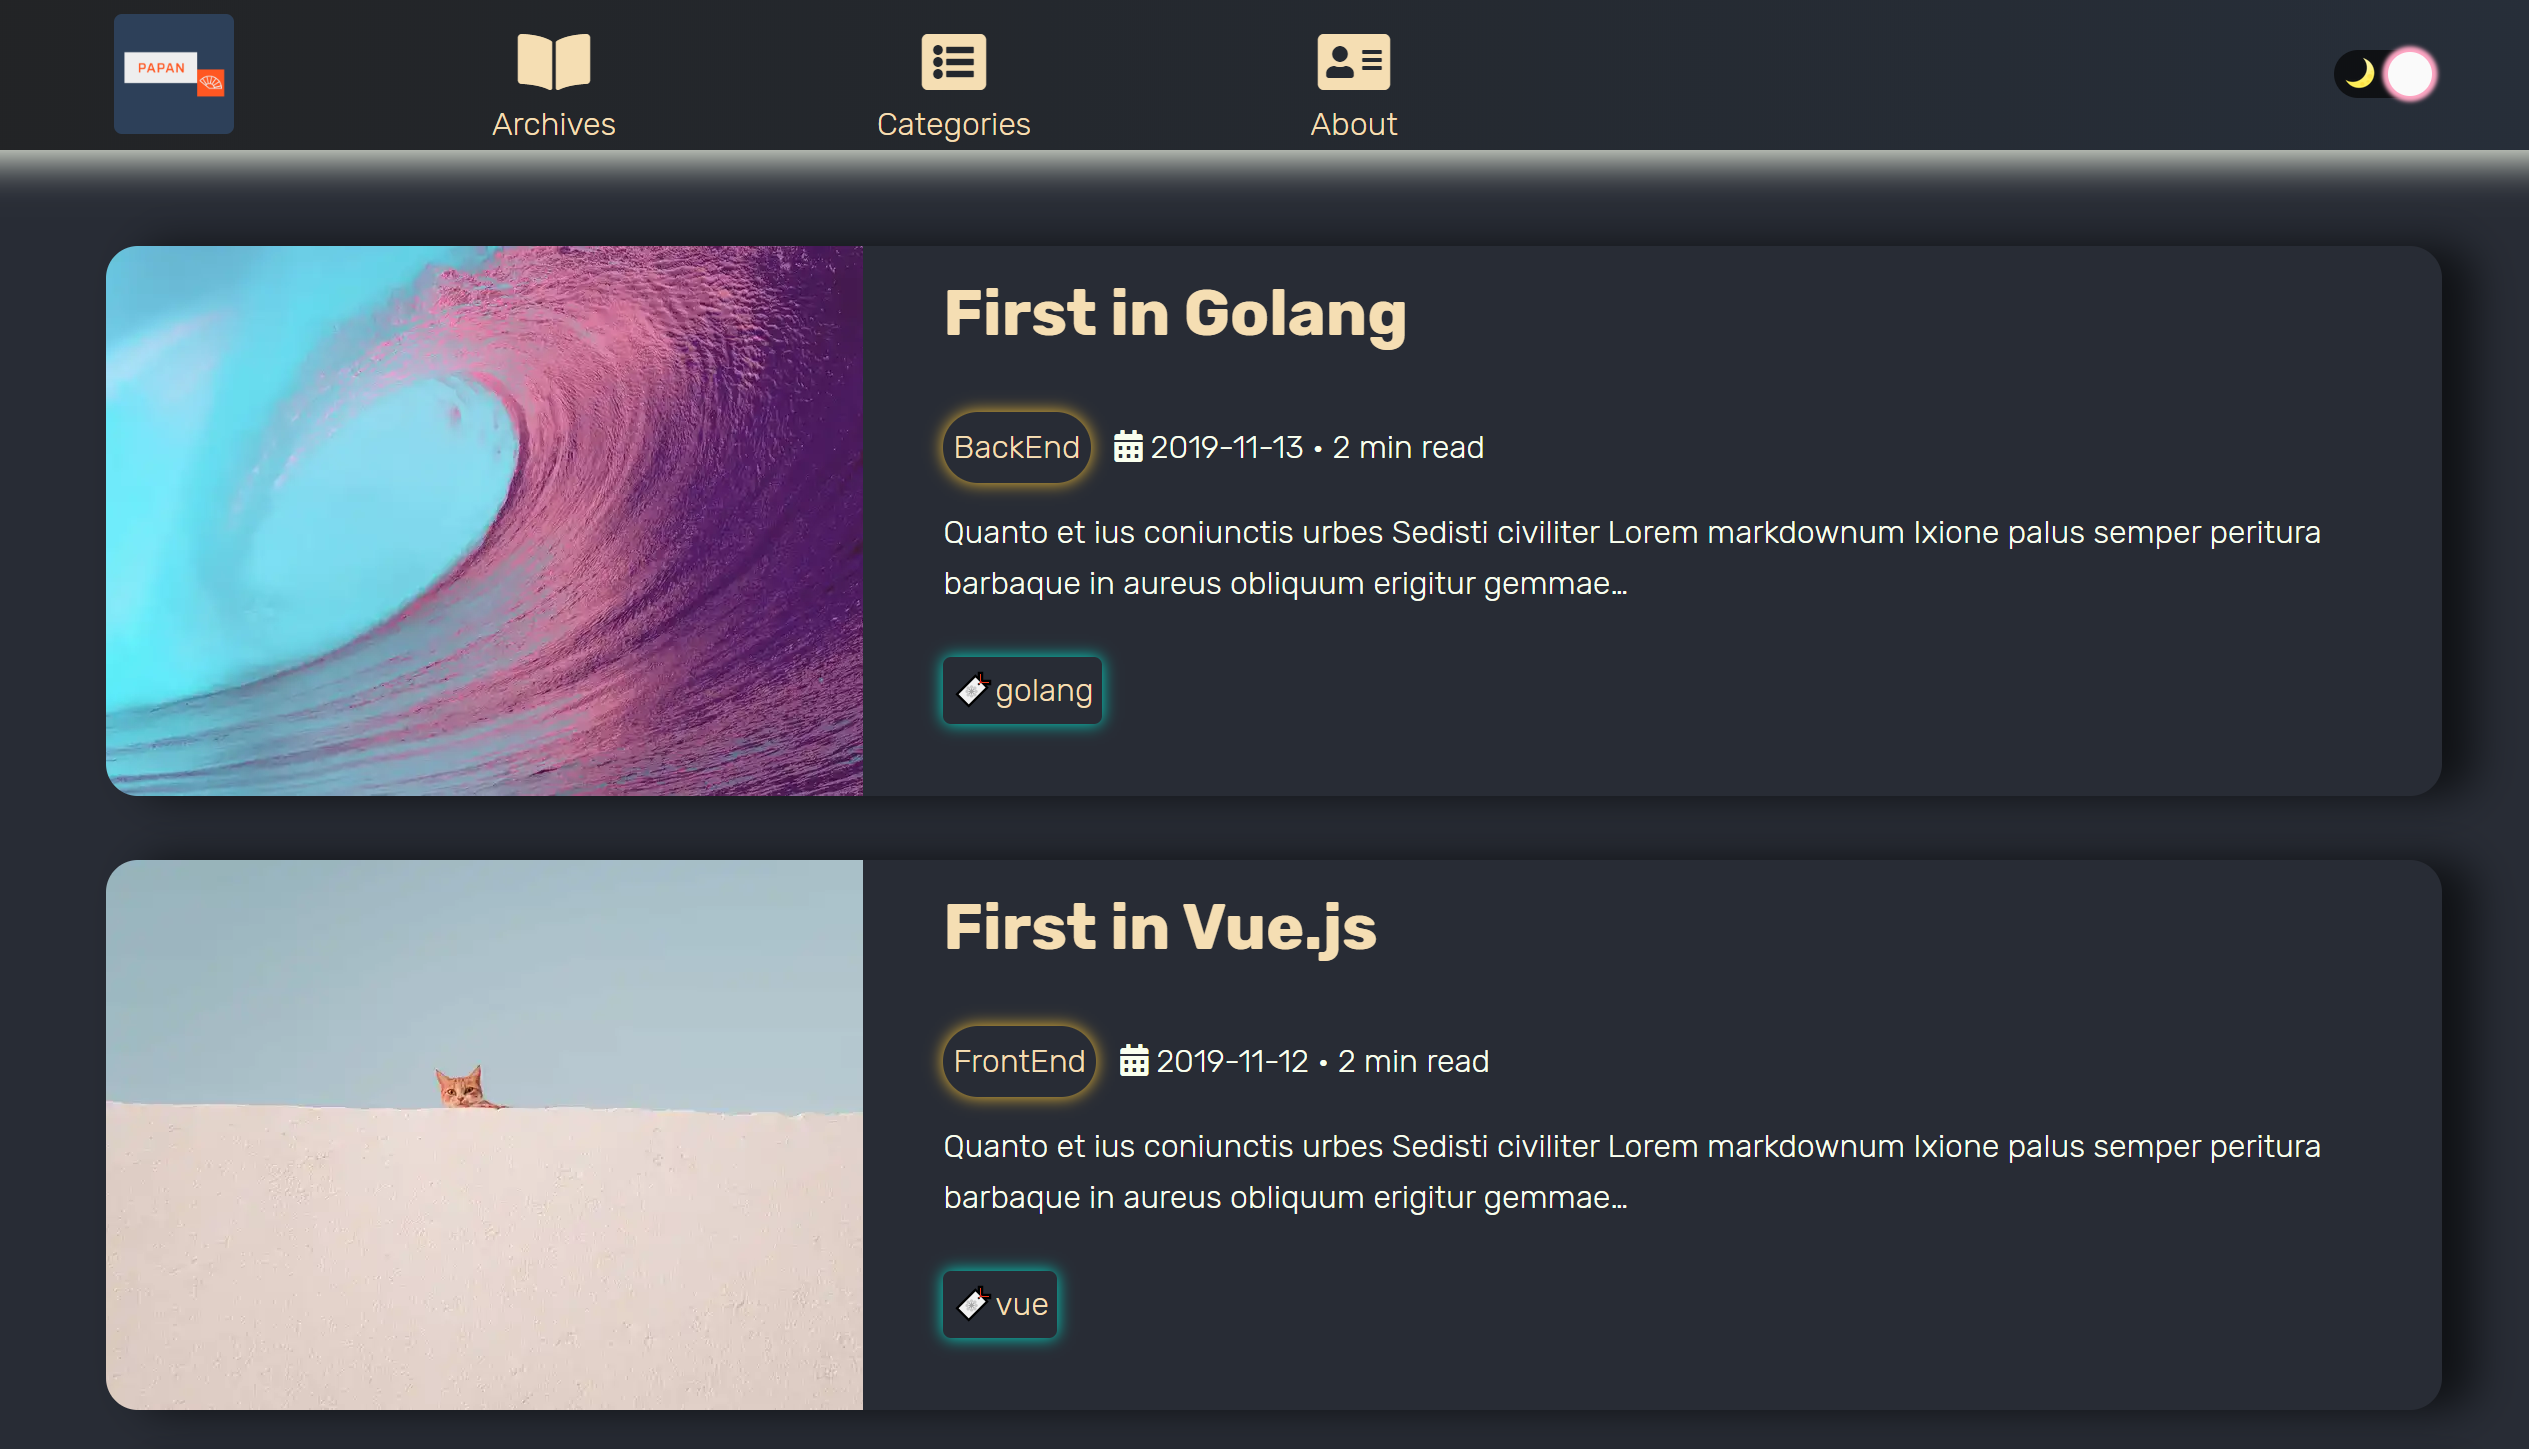 PAPAN
Archives
Categories
About
First in Golang
BackEnd 2019-11-13 • 2 min read
Quanto et ius coniunctis urbes Sedisti civiliter Lorem markdownum Ixione palus semper peritura
barbaque in aureus obliquum erigitur gemmae...
golang
First in Vue.js
FrontEnd 2019-11-12 • 2 min read
Quanto et ius coniunctis urbes Sedisti civiliter Lorem markdownum Ixione palus semper peritura
barbaque in aureus obliquum erigitur gemmae...
vue